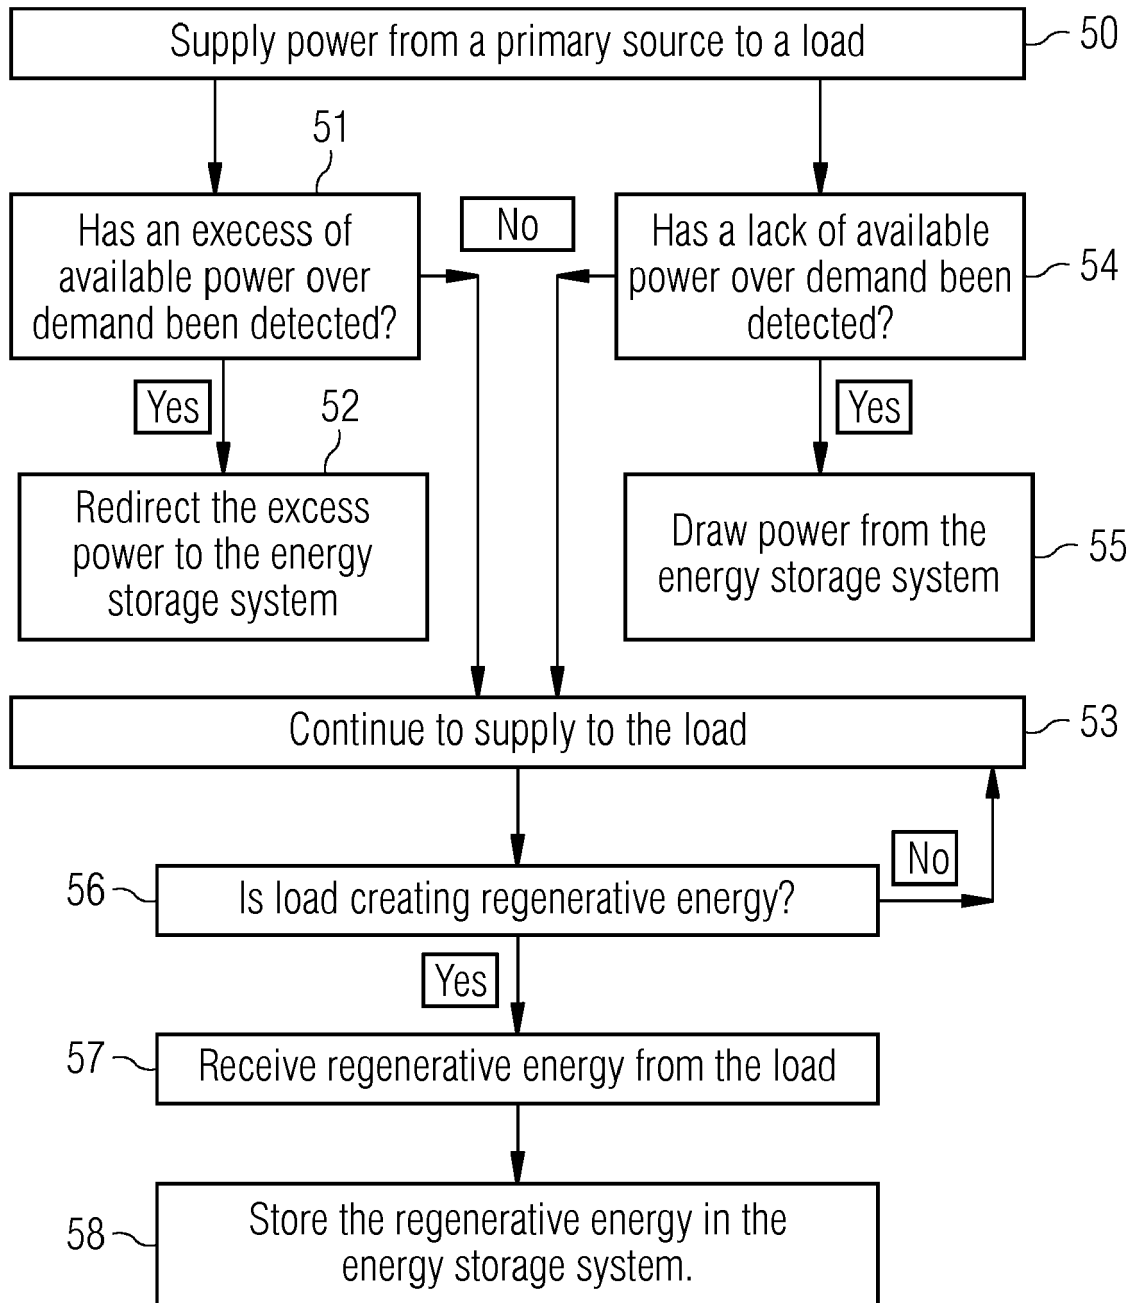 Supply power from a primary source to a load
50
51
Has an execess of
available power over
demand been detected?
No
Has a lack of available
power over demand been
detected?
54
Yes
52
Yes
Redirect the excess
power to the energy
storage system
Draw power from the
energy storage system
55
Continue to supply to the load
53
No
56
Is load creating regenerative energy?
Yes
57
Receive regenerative energy from the load
58
Store the regenerative energy in the
energy storage system.